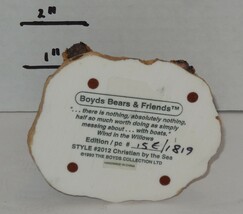 2"
1"
Boyds Bears & Friends™
"... there is nothing, absolutely nothing,
half so much worth doing as simply
messing about ... with boats."
Wind in the Willows
Edition / pc # 15E/1819
STYLE #2012 Christian by the Sea
©1994 THE BOYDS COLLECTION LTD